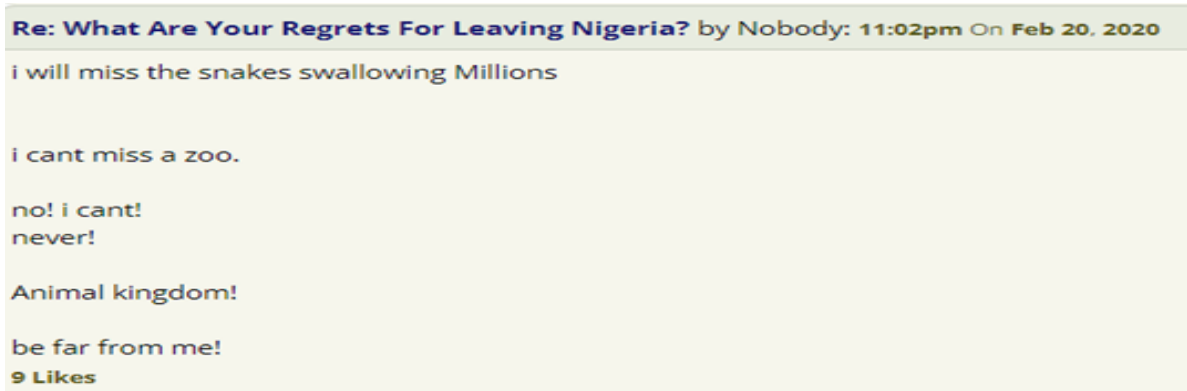 Re: What Are Your Regrets For Leaving Nigeria? by Nobody: 11:02pm On Feb 20, 2020
i will miss the snakes swallowing Millions
i cant miss a zoo.
no! i cant!
never!
Animal kingdom!
be far from me!
9 Likes